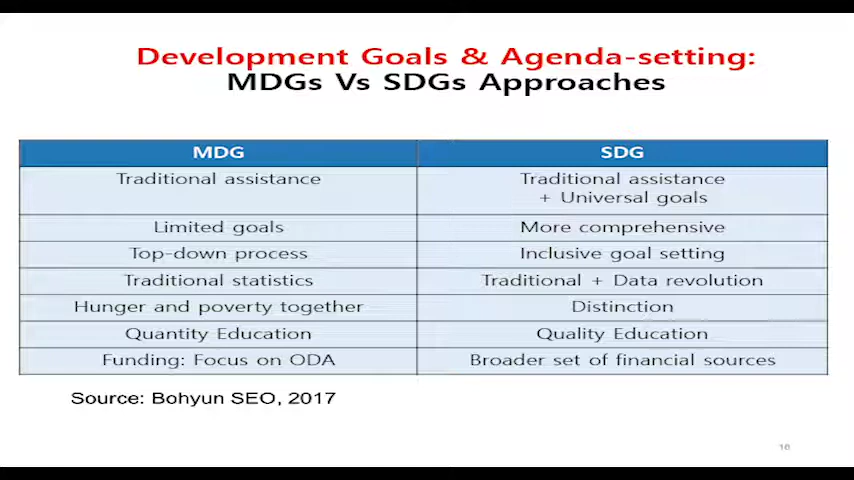 Development Goals & Agenda-setting:
MDGs Vs SDGs Approaches
MDG SDG
Traditional assistance Traditional assistance
+ Universal goals
Limited goals More comprehensive
Top-down process Inclusive goal setting
Traditional statistics Traditional + Data revolution
Hunger and poverty together Distinction
Quantity Education Quality Education
Funding: Focus on ODA Broader set of financial sources
Source: Bohyun SEO, 2017